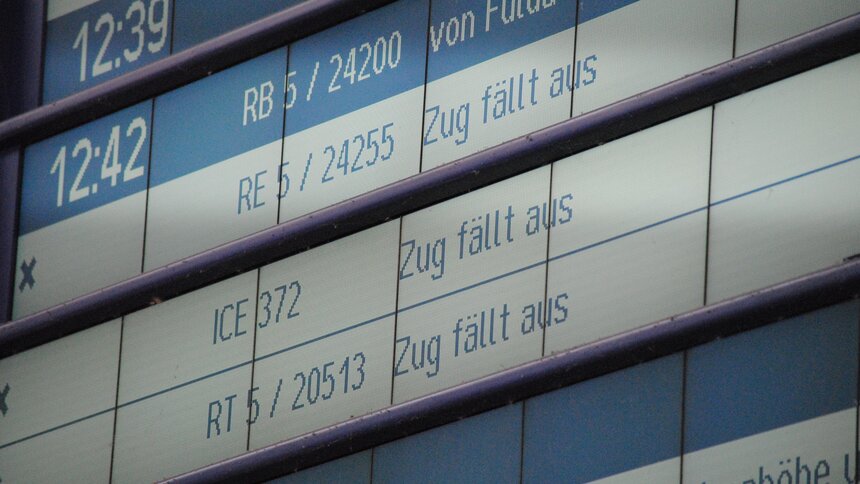 12:39
12:42 RB 5 / 24200 von Fulda
RE 5 / 24255 Zug fällt aus
× ICE 372 Zug fällt aus
× RT 5 / 20513 Zug fällt aus